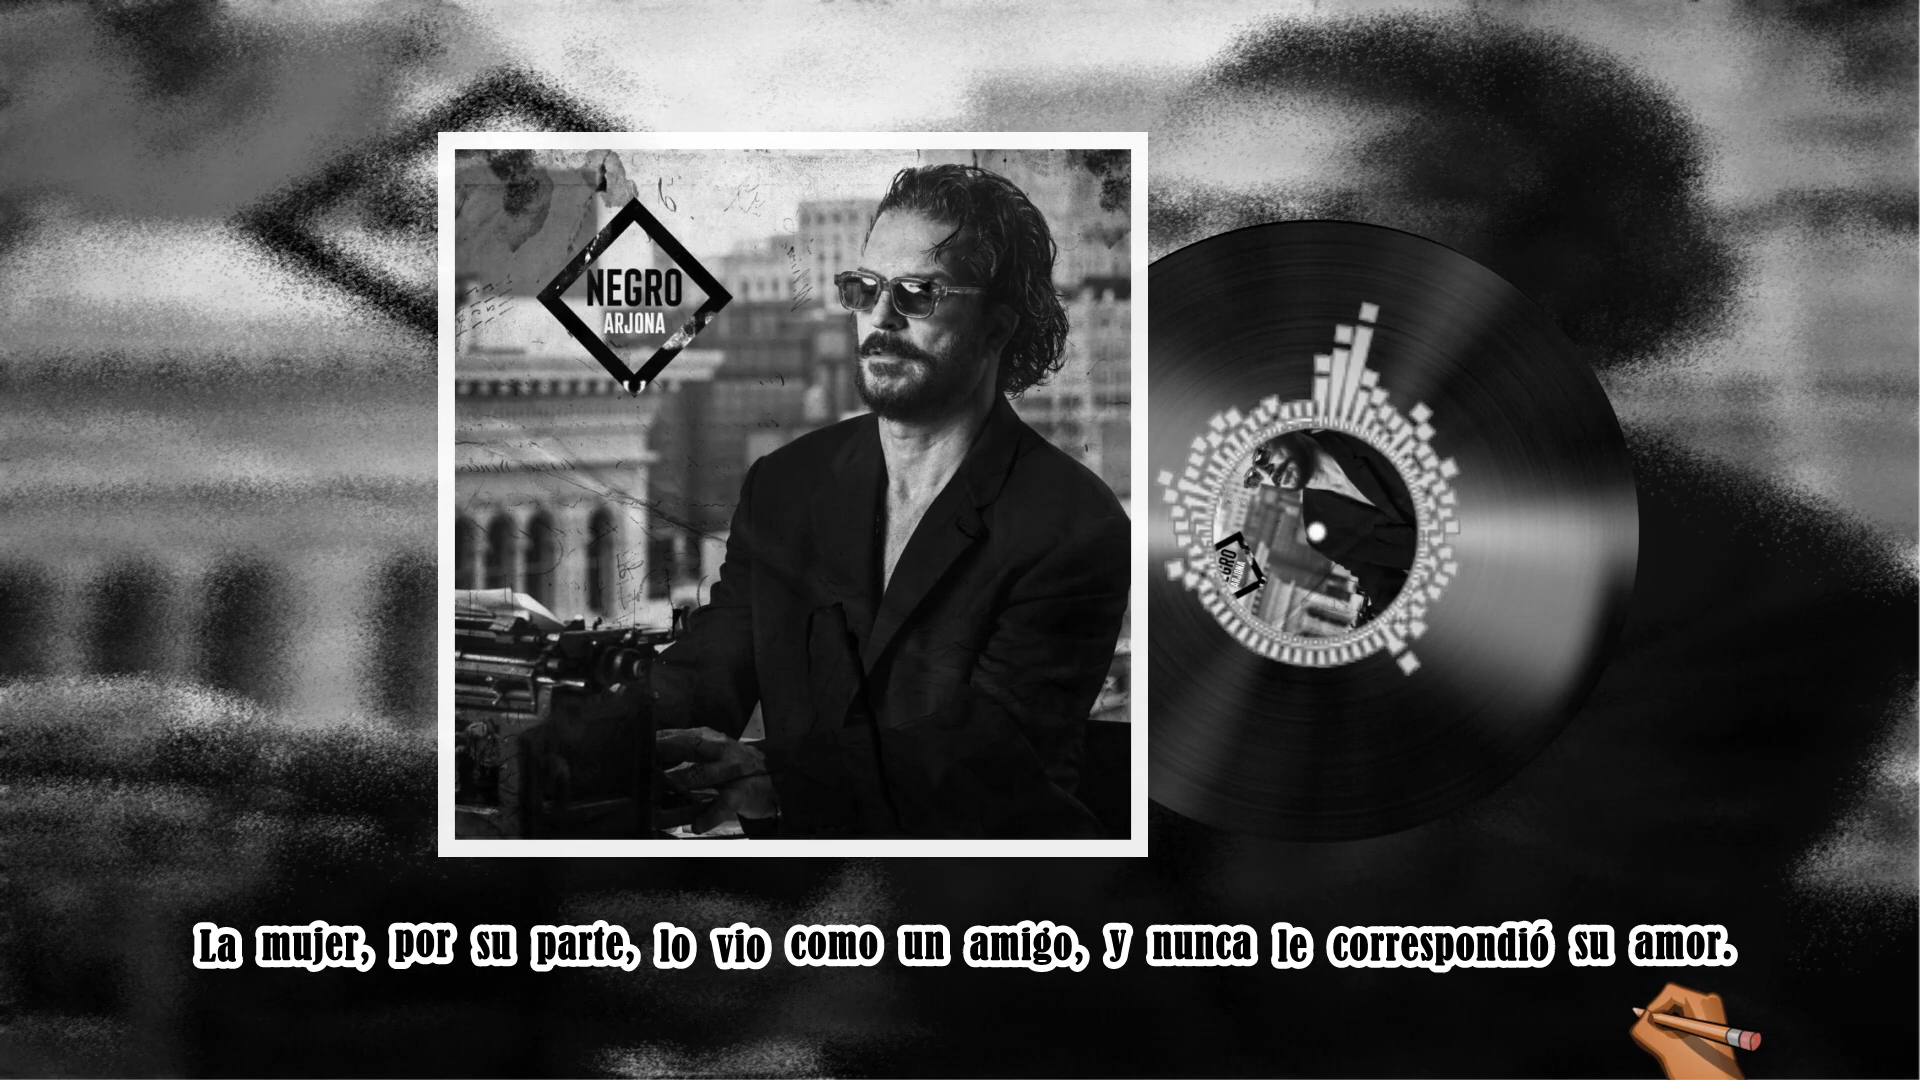 NEGRO
ARJONA
La mujer, por su parte, lo vio como un amigo, y nunca le correspondió su amor.